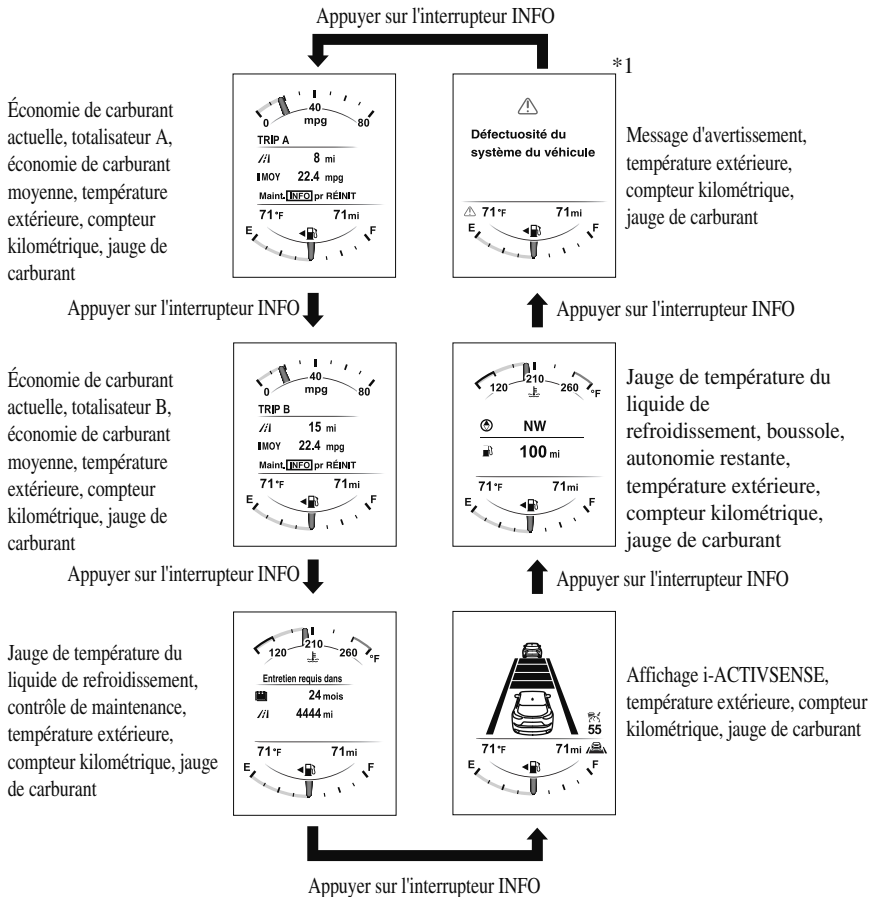 Appuyer sur l'interrupteur INFO
Économie de carburant
actuelle, totalisateur A,
économie de carburant
moyenne, température
extérieure, compteur
kilométrique, jauge de
carburant
0 40 80
mpg
TRIP A
8 mi
MOY 22.4 mpg
Maint. INFO pr RÉINIT
71°F 71mi
E F
*1
Défectuosité du
système du véhicule
71°F 71mi
E F
Message d'avertissement,
température extérieure,
compteur kilométrique,
jauge de carburant
Appuyer sur l'interrupteur INFO
Appuyer sur l'interrupteur INFO
Économie de carburant
actuelle, totalisateur B,
économie de carburant
moyenne, température
extérieure, compteur
kilométrique, jauge de
carburant
0 40 80
mpg
TRIP B
15 mi
MOY 22.4 mpg
Maint. INFO pr RÉINIT
71°F 71mi
E F
120 210 260 °F
NW
100 mi
71°F 71mi
E F
Jauge de température du
liquide de
refroidissement, boussole,
autonomie restante,
température extérieure,
compteur kilométrique,
jauge de carburant
Appuyer sur l'interrupteur INFO
Appuyer sur l'interrupteur INFO
Jauge de température du
liquide de refroidissement,
contrôle de maintenance,
température extérieure,
compteur kilométrique, jauge
de carburant
120 210 260 °F
Entretien requis dans
24 mois
4444 mi
71°F 71mi
E F
55
71°F 71mi
E F
Affichage i-ACTIVSENSE,
température extérieure, compteur
kilométrique, jauge de carburant
Appuyer sur l'interrupteur INFO